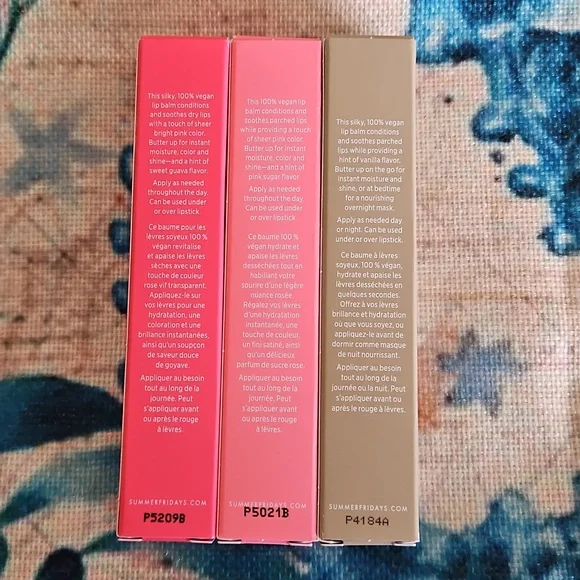 This silky, 100% vegan
lip balm conditions
and soothes dry lips
with a touch of sheer
bright pink color.
Butter up for instant
moisture, color and
shine—and a hint of
sweet guava flavor.
Apply as needed
throughout the day.
Can be used under
or over lipstick
Ce baume pour les
lèvres soyeux 100 %
vegan revitalise
et apaise les lèvres
sèches avec une
touche de couleur
rose vif transparent.
Appliquez-le sur
vos lèvres pour une
hydratation, une
coloration et une
brillance instantanées,
ainsi qu'un soupçon
de saveur douce
de goyave.
Appliquer au besoin
tout au long de la
journée. Peut
s'appliquer avant
ou après le rouge
à lèvres.
SUMMERFRIDAYS.COM
P5209B
This 100% vegan lip
balm conditions and
soothes parched lips
while providing a touch
of sheer pink color.
Butter up for instant
moisture, color and
shine—and a hint of
pink sugar flavor
Apply as needed
throughout the day.
Can be used under
or over lipstick
Ce baume à lèvres 100 %
végan hydrate et apaise
les lèvres
desséchées tout en
habillant votre
sourire d'une légère
nuance rosée.
Régalez vos lèvres
d'une hydratation
instantanée, une
touche de couleur,
un fini satiné, ainsi
qu'un délicieux
parfum de sucre rose.
Appliquer au besoin
tout au long de la
journée. Peut
s'appliquer avant
ou après le rouge
à lèvres.
SUMMERFRIDAYS.COM
P5021B
This silky, 100% vegan
lip balm conditions and
soothes parched
lips while providing a
hint of vanilla flavor.
Butter up on the go for
instant moisture and
shine, or at bedtime
for a nourishing
overnight mask.
Apply as needed day
or night. Can be used
under or over lipstick.
Ce baume à lèvres
soyeux, 100 % végan,
hydrate et apaise les
lèvres desséchées en
quelques secondes.
Offrez à vos lèvres
brillance et hydratation
où que vous soyez, ou
appliquez-le avant de
dormir comme masque
de nuit nourrissant.
Appliquer au besoin
tout au long de la
journée ou la nuit. Peut
s'appliquer avant ou
après le rouge à lèvres.
SUMMERFRIDAYS.COM
P4184A